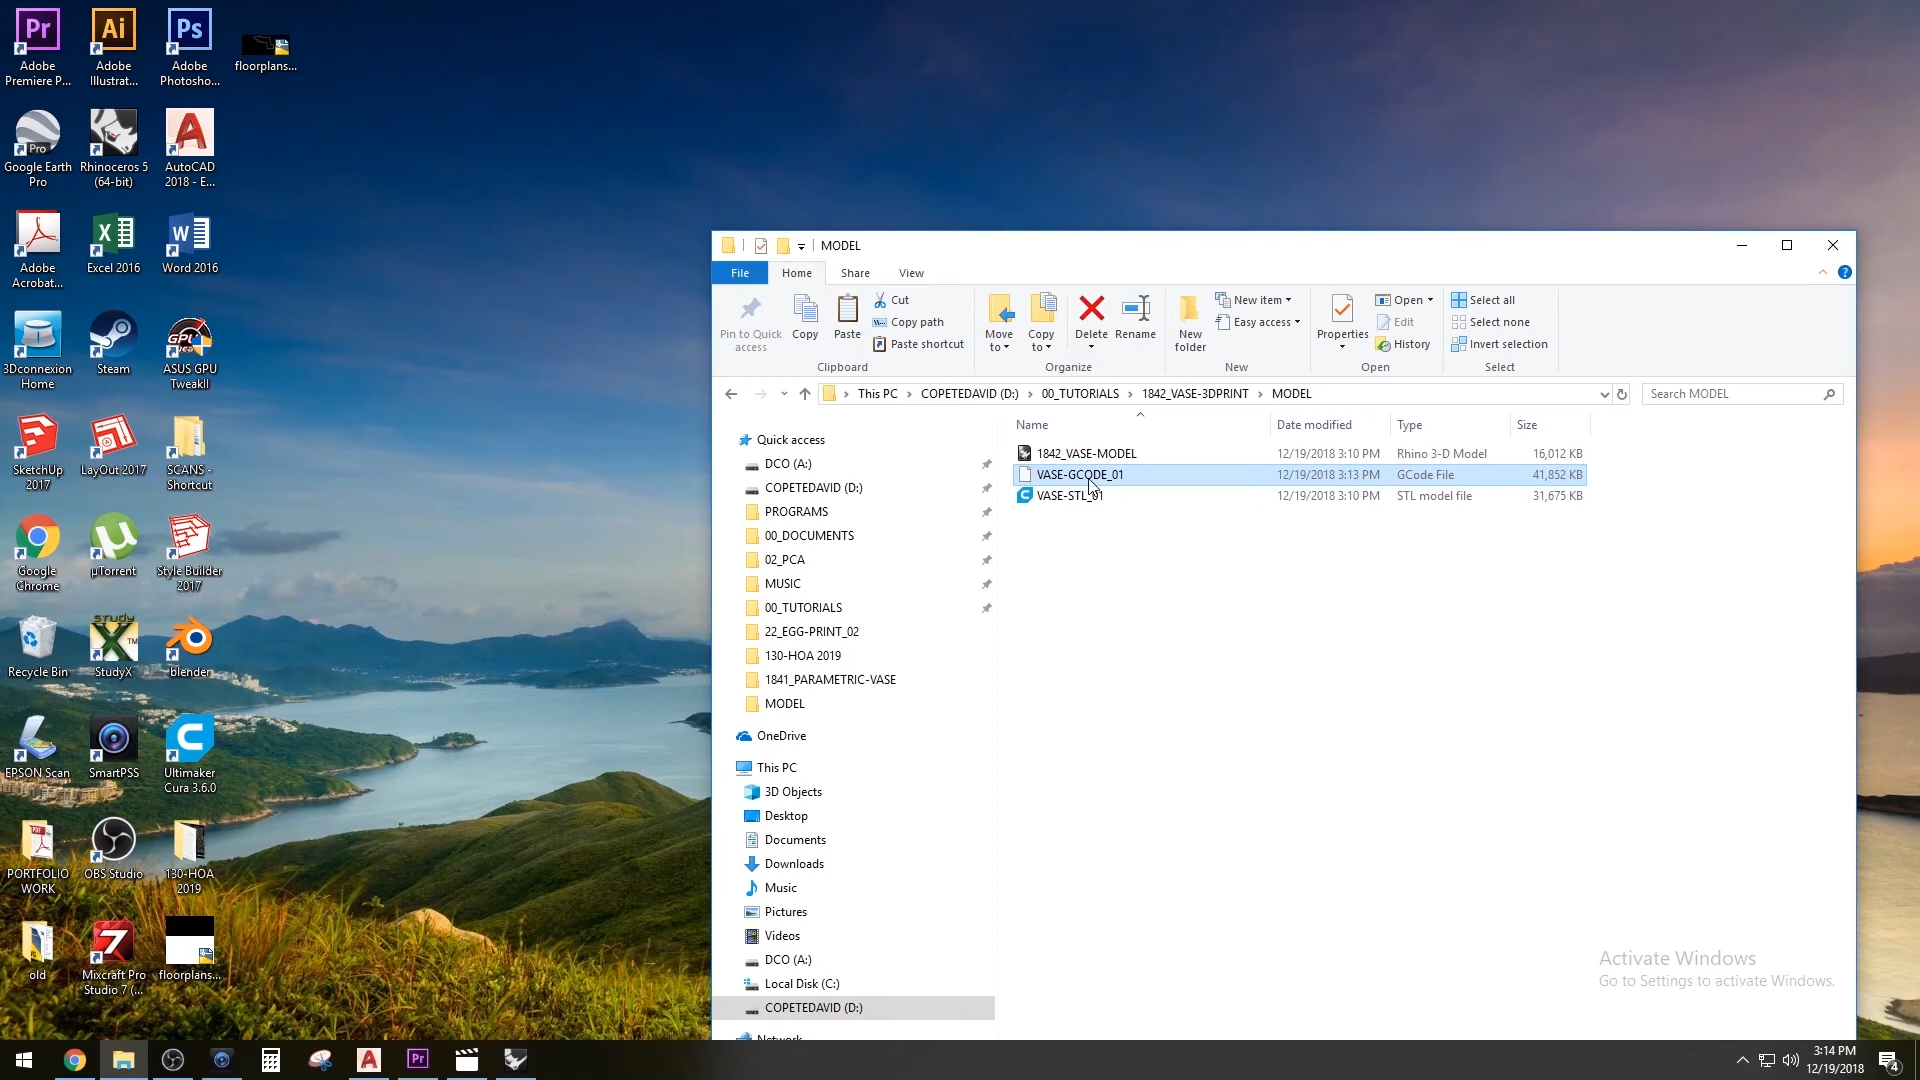 Pr
Ai
Ps
Adobe
Premiere P...
Adobe
Illustrat...
Adobe
Photosho...
floorplans...
Pro
Google Earth
Pro
Rhinoceros 5
(64-bit)
AutoCAD
2018 - E...
Adobe
Acrobat...
Excel 2016
Word 2016
3Dconnexion
Home
Steam
ASUS GPU
TweakII
SketchUp
2017
LayOut 2017
SCANS -
Shortcut
Google
Chrome
µTorrent
Style Builder
2017
Recycle Bin
StudyX
blender
EPSON Scan
SmartPSS
Ultimaker
Cura 3.6.0
PORTFOLIO
WORK
OBS Studio
130-HOA
2019
old
Mixcraft Pro
Studio 7 (...
floorplans...
MODEL
File
Home
Share
View
Pin to Quick
access
Copy
Paste
Cut
Copy path
Paste shortcut
Clipboard
Move
to
Copy
to
Delete
Rename
Organize
New
folder
New item
Easy access
New
Properties
Open
Edit
History
Open
Select all
Select none
Invert selection
Select
This PC > COPETEDAVID (D:) > 00_TUTORIALS > 1842_VASE-3DPRINT > MODEL
Search MODEL
Name
Date modified
Type
Size
1842_VASE-MODEL 12/19/2018 3:10 PM Rhino 3-D Model 16,012 KB
VASE-GCODE_01 12/19/2018 3:13 PM GCode File 41,852 KB
VASE-STL_01 12/19/2018 3:10 PM STL model file 31,675 KB
Quick access
DCO (A:)
COPETEDAVID (D:)
PROGRAMS
00_DOCUMENTS
02_PCA
MUSIC
00_TUTORIALS
22_EGG-PRINT_02
130-HOA 2019
1841_PARAMETRIC-VASE
MODEL
OneDrive
This PC
3D Objects
Desktop
Documents
Downloads
Music
Pictures
Videos
DCO (A:)
Local Disk (C:)
COPETEDAVID (D:)
Network
Activate Windows
Go to Settings to activate Windows.
3:14 PM
12/19/2018
4